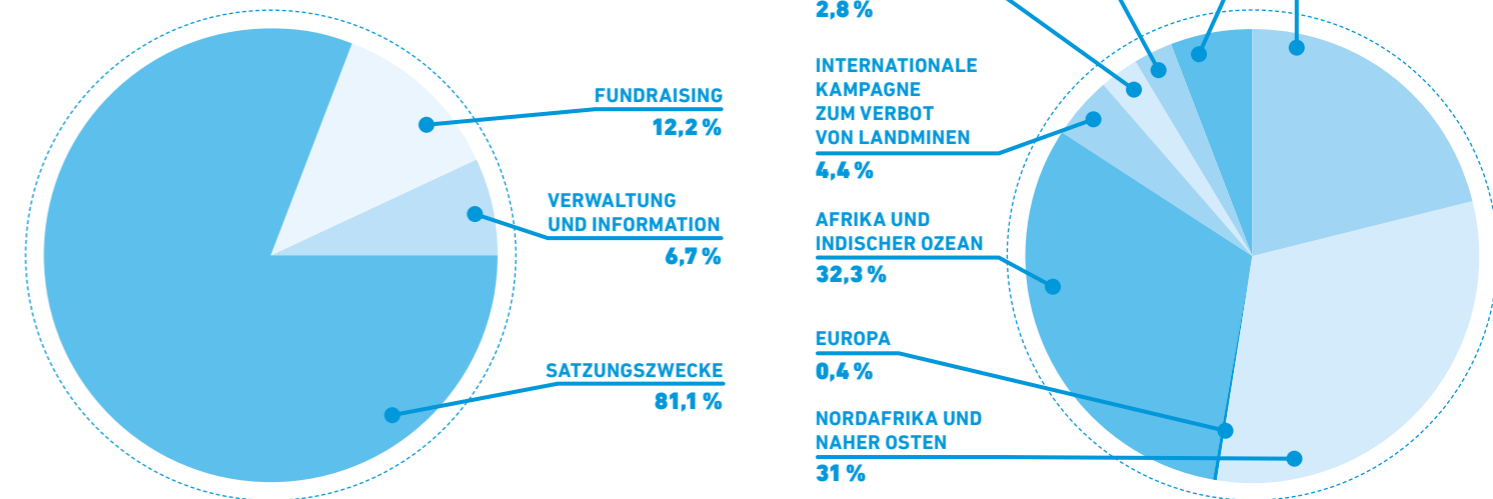 FUNDRAISING
12,2 %
VERWALTUNG
UND INFORMATION
6,7 %
SATZUNGSZWECKE
81,1 %
2,8 %
INTERNATIONALE
KAMPAGNE
ZUM VERBOT
VON LANDMINEN
4,4 %
AFRIKA UND
INDISCHER OZEAN
32,3 %
EUROPA
0,4 %
NORDAFRIKA UND
NAHER OSTEN
31 %